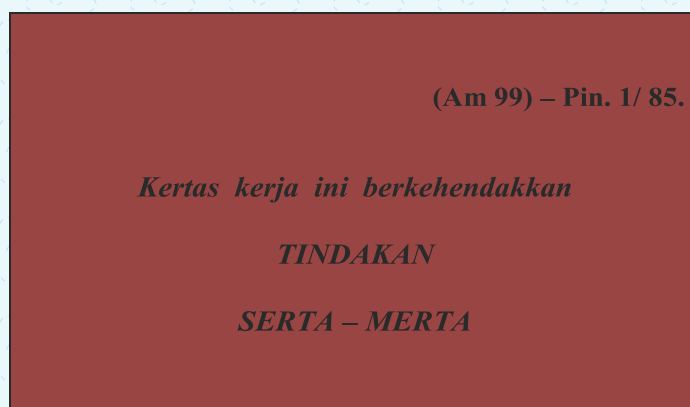 (Am 99) – Pin. 1/ 85.
Kertas kerja ini berkehendakkan
TINDAKAN
SERTA – MERTA